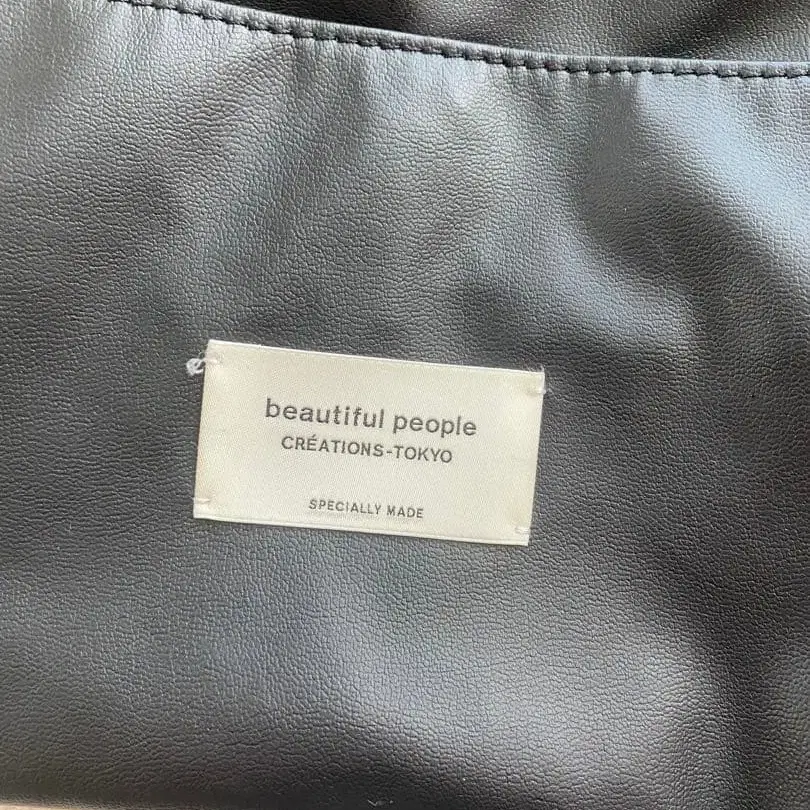 beautiful people
CRÉATIONS-TOKYO
SPECIALLY MADE